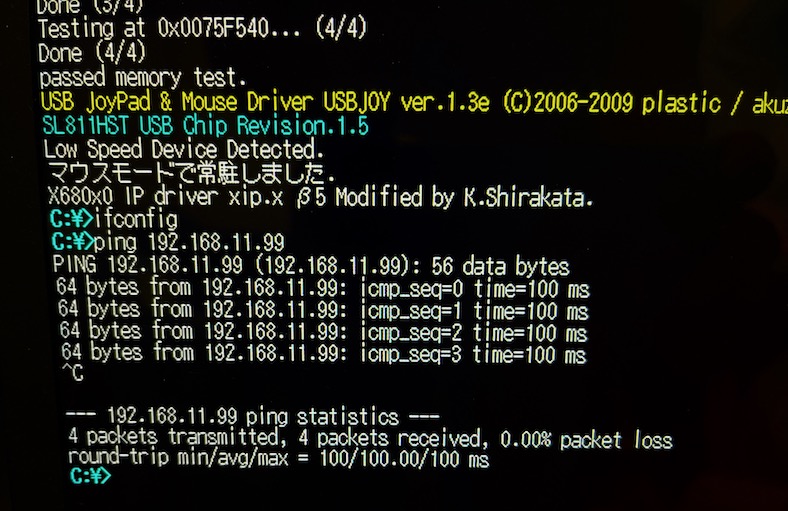 Done (3/4)
Testing at 0x0075F540... (4/4)
Done (4/4)
passed memory test.
USB JoyPad & Mouse Driver USBJOY ver.1.3e (C)2006-2009 plastic /
SL811HST USB Chip Revision.1.5
Low Speed Device Detected.
マウスモードで常駐しました.
X680x0 IP driver xip.x β5 Modified by K.Shirakata.
C:¥>ifconfig
C:¥>ping 192.168.11.99
PING 192.168.11.99 (192.168.11.99): 56 data bytes
64 bytes from 192.168.11.99: icmp_seq=0 time=100 ms
64 bytes from 192.168.11.99: icmp_seq=1 time=100 ms
64 bytes from 192.168.11.99: icmp_seq=2 time=100 ms
64 bytes from 192.168.11.99: icmp_seq=3 time=100 ms
^C
--- 192.168.11.99 ping statistics ---
4 packets transmitted, 4 packets received, 0.00% packet loss
round-trip min/avg/max = 100/100.00/100 ms
C:¥>